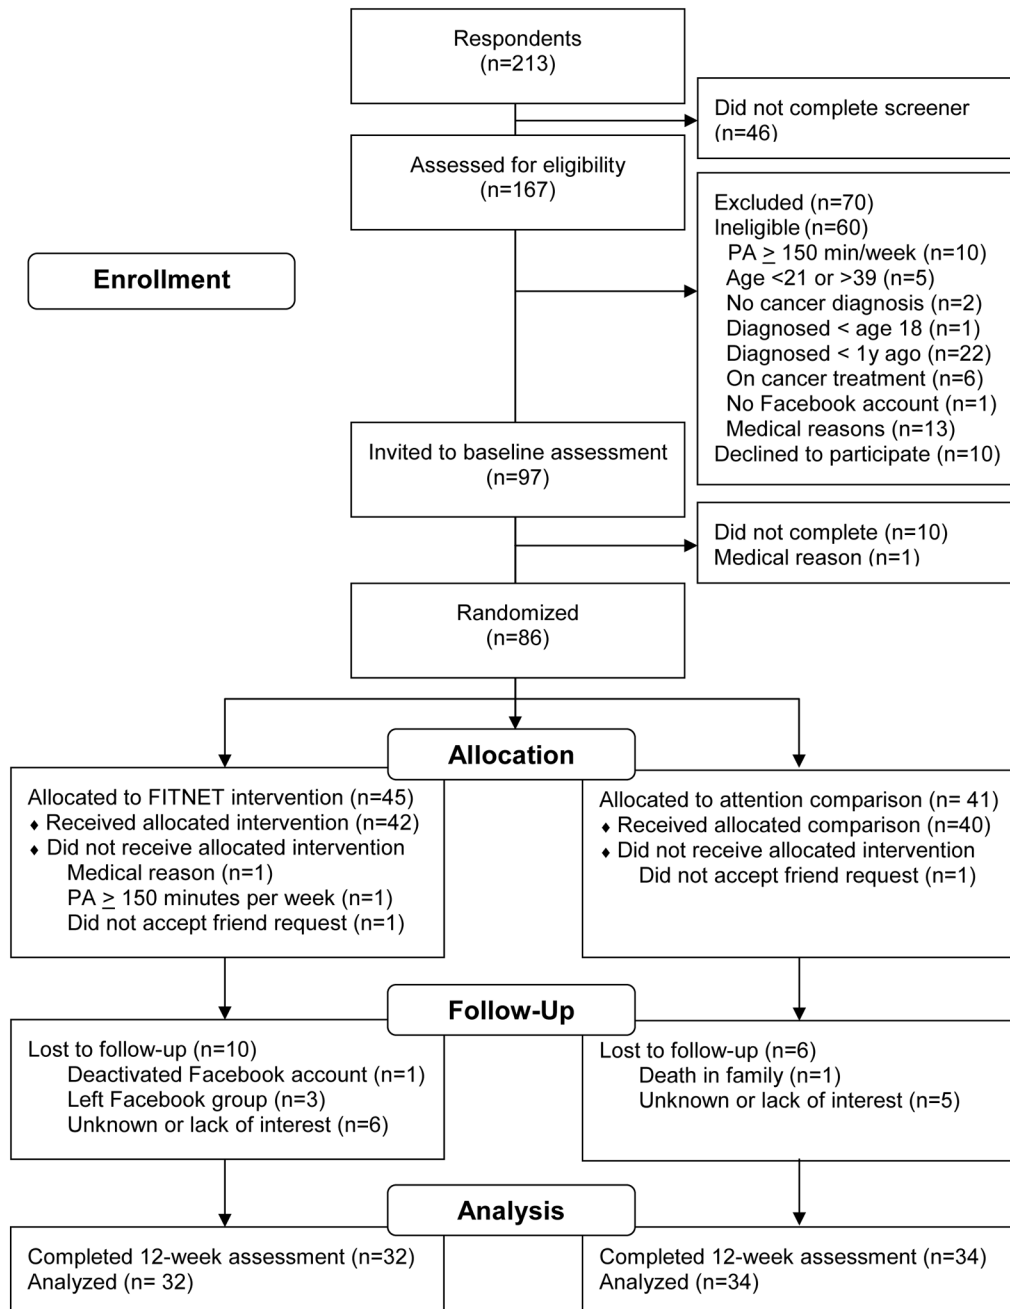 Respondents
(n=213)
Did not complete screener
(n=46)
Assessed for eligibility
(n=167)
Excluded (n=70)
Ineligible (n=60)
PA ≥ 150 min/week (n=10)
Age <21 or >39 (n=5)
No cancer diagnosis (n=2)
Diagnosed < age 18 (n=1)
Diagnosed < 1y ago (n=22)
On cancer treatment (n=6)
No Facebook account (n=1)
Medical reasons (n=13)
Declined to participate (n=10)
Enrollment
Invited to baseline assessment
(n=97)
Did not complete (n=10)
Medical reason (n=1)
Randomized
(n=86)
Allocation
Allocated to FITNET intervention (n=45)
♦ Received allocated intervention (n=42)
♦ Did not receive allocated intervention
Medical reason (n=1)
PA ≥ 150 minutes per week (n=1)
Did not accept friend request (n=1)
Allocated to attention comparison (n= 41)
♦ Received allocated comparison (n=40)
♦ Did not receive allocated intervention
Did not accept friend request (n=1)
Follow-Up
Lost to follow-up (n=10)
Deactivated Facebook account (n=1)
Left Facebook group (n=3)
Unknown or lack of interest (n=6)
Lost to follow-up (n=6)
Death in family (n=1)
Unknown or lack of interest (n=5)
Analysis
Completed 12-week assessment (n=32)
Analyzed (n= 32)
Completed 12-week assessment (n=34)
Analyzed (n=34)